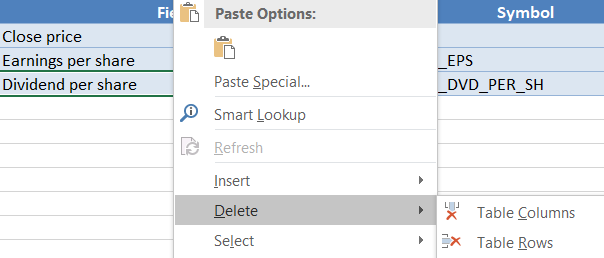 Fie
Paste Options:
Symbol
Close price
Earnings per share
_EPS
Dividend per share
Paste Special...
_DVD_PER_SH
Smart Lookup
Refresh
Insert
Delete
Table Columns
Select
Table Rows